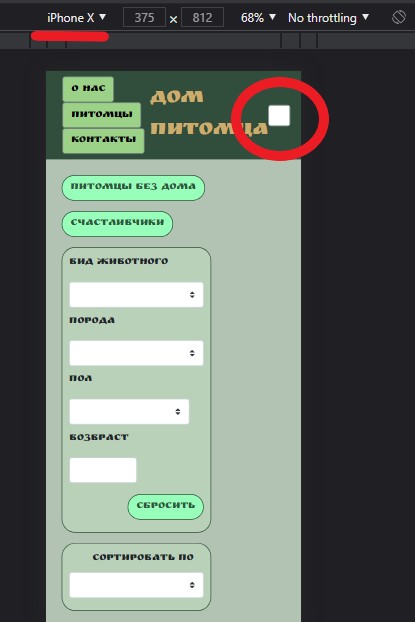 iPhone X ▼ 375 × 812 68% ▼ No throttling ▼
о нас
питомцы
контакты
дом
питомца
питомцы без дома
счастливчики
вид животного
порода
пол
возвраст
сбросить
сортировать по